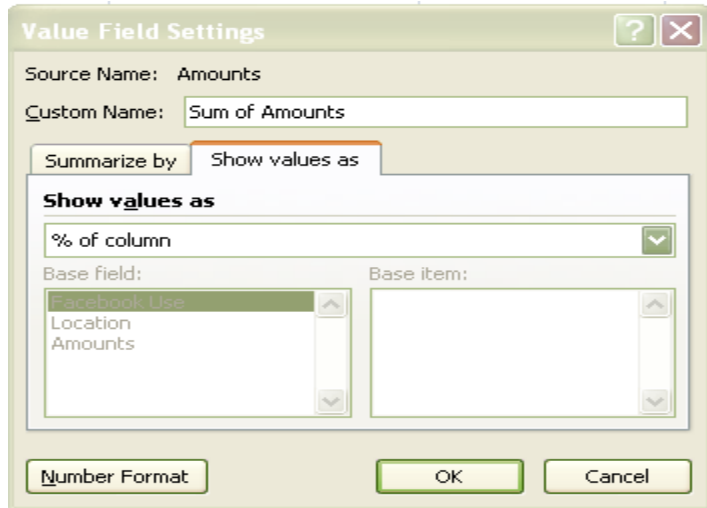 Value Field Settings
Source Name: Amounts
Custom Name: Sum of Amounts
Summarize by Show values as
Show values as
% of column
Base field: Base item:
Facebook Use
Location
Amounts
Number Format OK Cancel